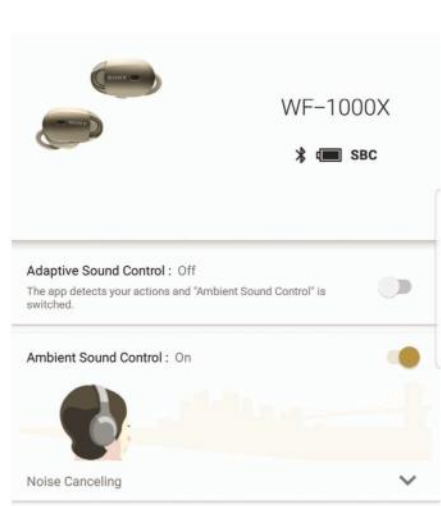 SONY
WF-1000X
SBC
Adaptive Sound Control : Off
The app detects your actions and "Ambient Sound Control" is
switched.
Ambient Sound Control : On
Noise Canceling